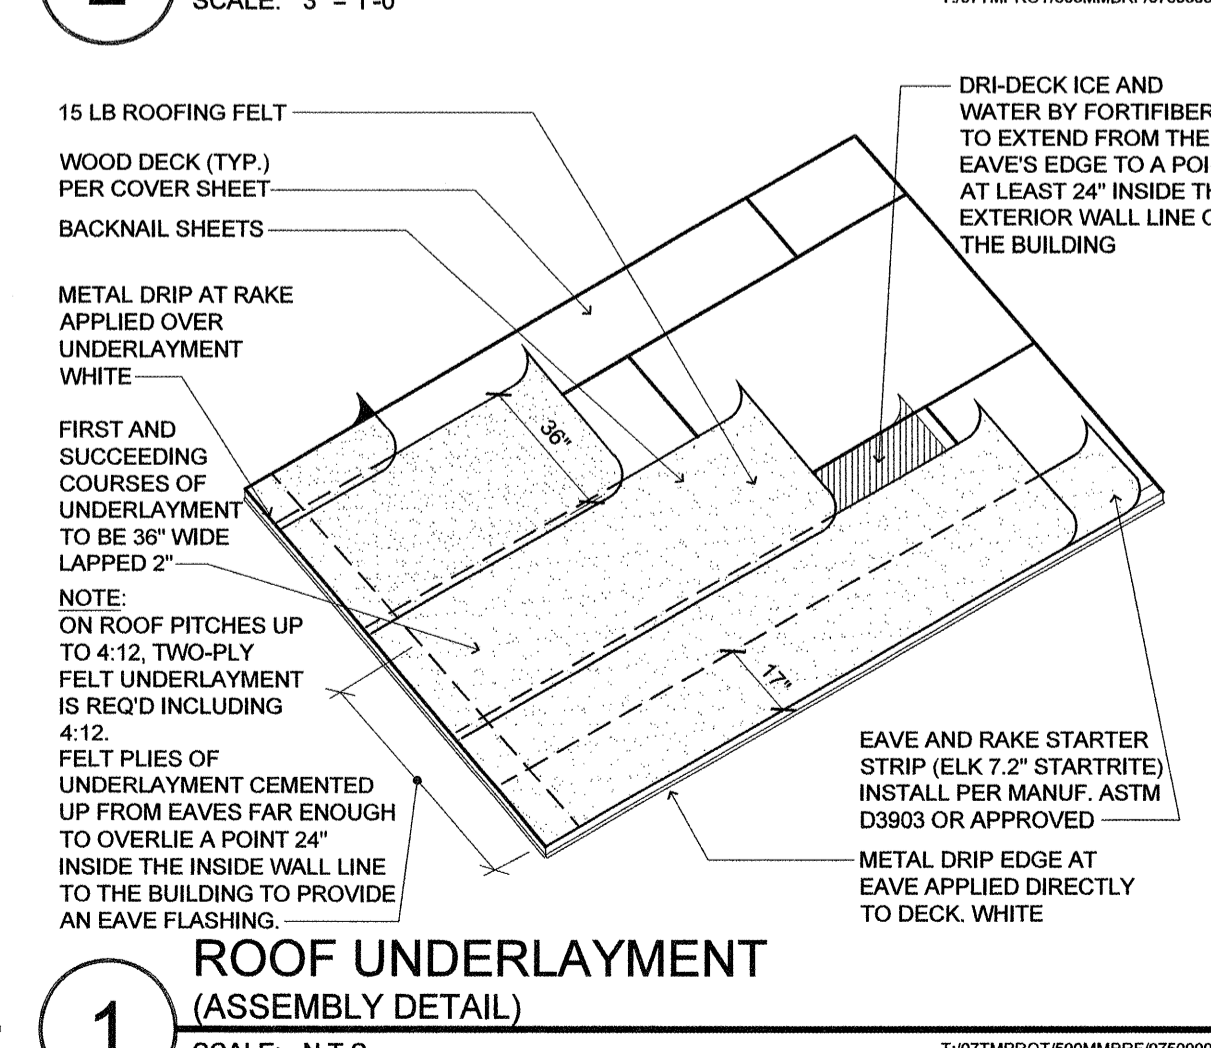 SCALE: 3" = 1'-0
15 LB ROOFING FELT
WOOD DECK (TYP.)
PER COVER SHEET
BACKNAIL SHEETS
METAL DRIP AT RAKE
APPLIED OVER
UNDERLAYMENT
WHITE
FIRST AND
SUCCEEDING
COURSES OF
UNDERLAYMENT
TO BE 36" WIDE
LAPPED 2"
NOTE:
ON ROOF PITCHES UP
TO 4:12, TWO-PLY
FELT UNDERLAYMENT
IS REQ'D INCLUDING
4:12.
FELT PLIES OF
UNDERLAYMENT CEMENTED
UP FROM EAVES FAR ENOUGH
TO OVERLIE A POINT 24"
INSIDE THE INSIDE WALL LINE
TO THE BUILDING TO PROVIDE
AN EAVE FLASHING.
DRI-DECK ICE AND
WATER BY FORTIFIBER
TO EXTEND FROM THE
EAVE'S EDGE TO A POI
AT LEAST 24" INSIDE TH
EXTERIOR WALL LINE O
THE BUILDING
36"
17"
EAVE AND RAKE STARTER
STRIP (ELK 7.2" STARTRITE)
INSTALL PER MANUF. ASTM
D3903 OR APPROVED
METAL DRIP EDGE AT
EAVE APPLIED DIRECTLY
TO DECK. WHITE
1
ROOF UNDERLAYMENT
(ASSEMBLY DETAIL)
SCALE: N.T.S.